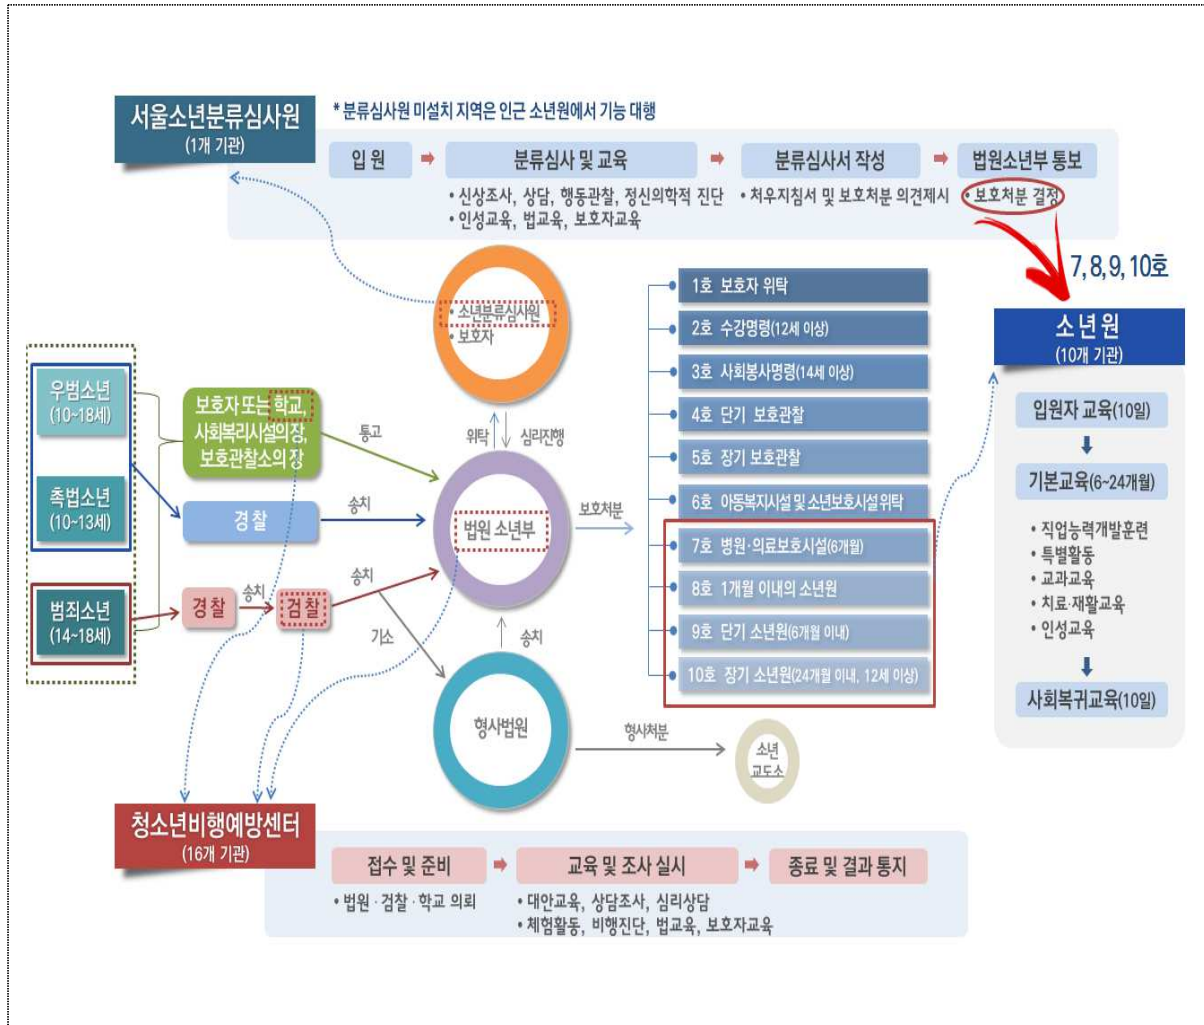 서울소년분류심사원
(1개 기관)
* 분류심사원 미설치 지역은 인근 소년원에서 기능 대행
입 원
분류심사 및 교육
• 신상조사, 상담, 행동관찰, 정신의학적 진단
• 인성교육, 법교육, 보호자교육
분류심사서 작성
• 처우지침서 및 보호처분 의견제시
법원소년부 통보
• 보호처분 결정
7, 8, 9, 10호
• 소년분류심사원
• 보호자
우범소년
(10~18세)
촉법소년
(10~13세)
범죄소년
(14~18세)
보호자 또는 학교,
사회복리시설의 장,
보호관찰소의 장
통고
경찰
송치
경찰
송치
검찰
송치
기소
위탁
심리진행
법원 소년부
보호처분
송치
형사법원
형사처분
소년
교도소
1호 보호자 위탁
2호 수강명령(12세 이상)
3호 사회봉사명령(14세 이상)
4호 단기 보호관찰
5호 장기 보호관찰
6호 아동복지시설 및 소년보호시설 위탁
7호 병원·의료보호시설(6개월)
8호 1개월 이내의 소년원
9호 단기 소년원(6개월 이내)
10호 장기 소년원(24개월 이내, 12세 이상)
소 년 원
(10개 기관)
입원자 교육(10일)
기본교육(6~24개월)
• 직업능력개발훈련
• 특별활동
• 교과교육
• 치료·재활교육
• 인성교육
사회복귀교육(10일)
청소년비행예방센터
(16개 기관)
접수 및 준비
• 법원·검찰·학교 의뢰
교육 및 조사 실시
• 대안교육, 상담조사, 심리상담
• 체험활동, 비행진단, 법교육, 보호자교육
종료 및 결과 통지